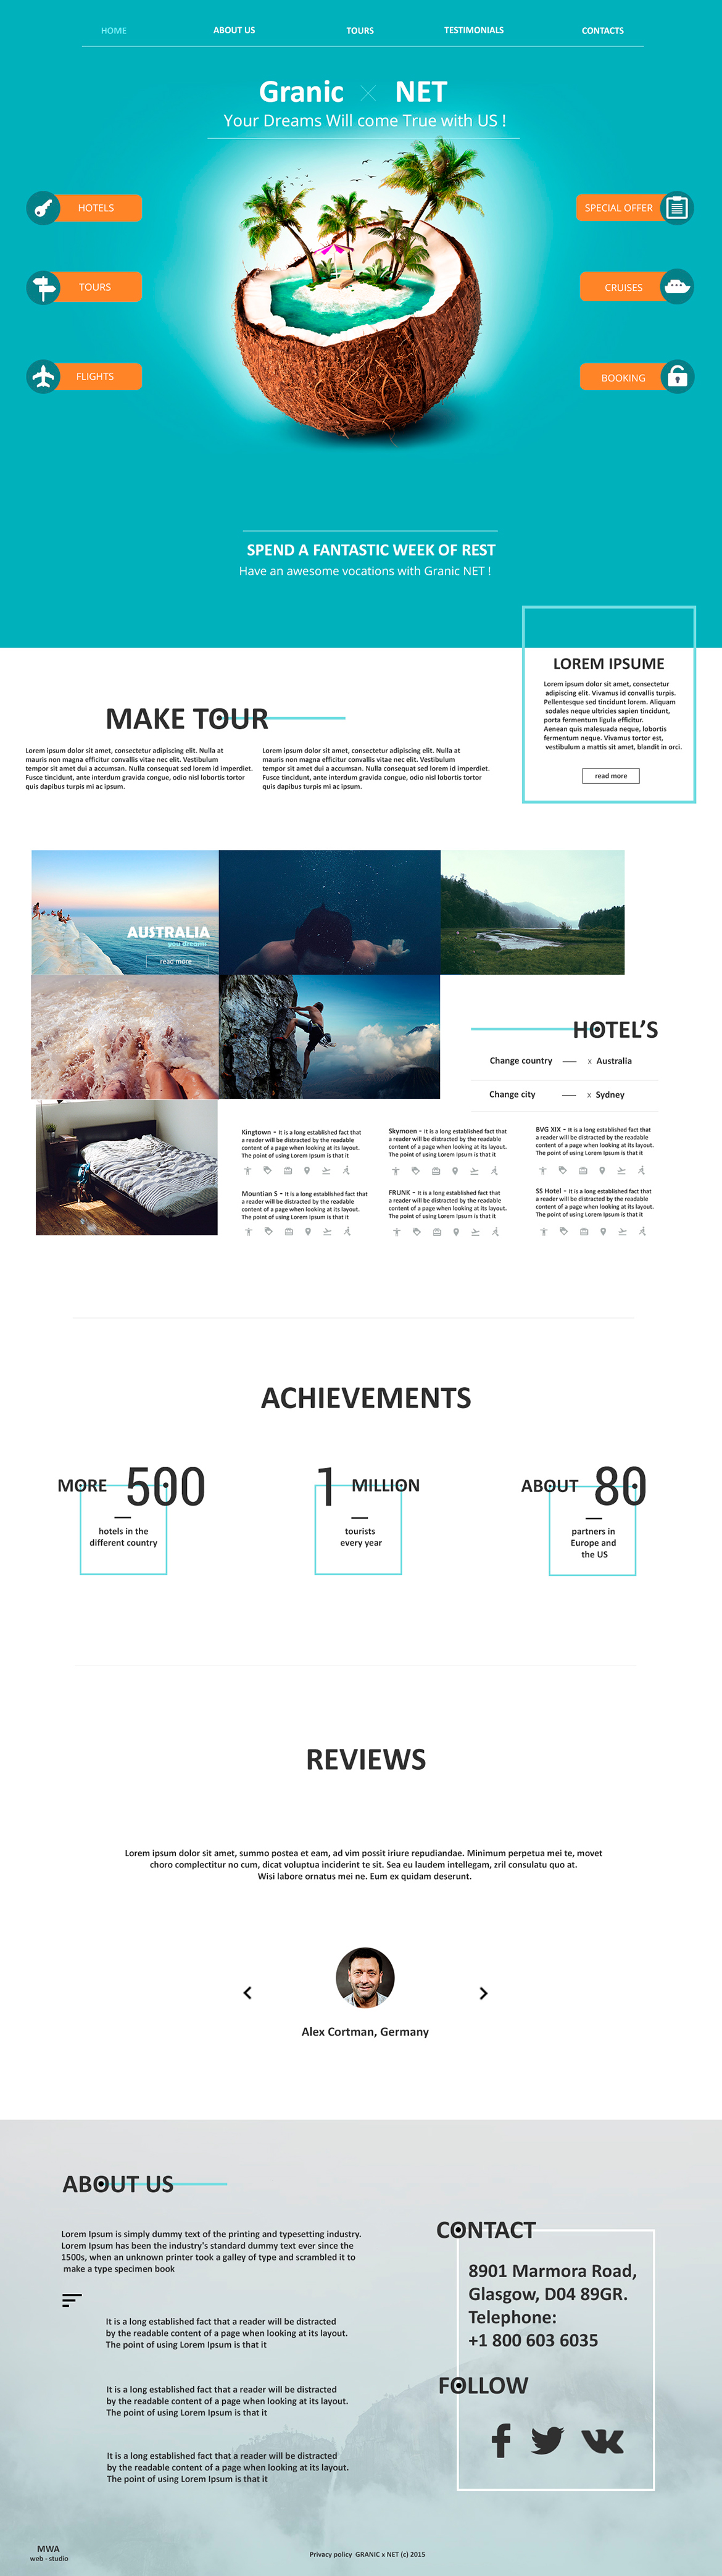 HOME ABOUT US TOURS TESTIMONIALS CONTACTS
Granic × NET
Your Dreams Will come True with US !
HOTELS
TOURS
FLIGHTS
SPECIAL OFFER
CRUISES
BOOKING
SPEND A FANTASTIC WEEK OF REST
Have an awesome vocations with Granic NET !
LOREM IPSUME
Lorem ipsum dolor sit amet, consectetur
adipiscing elit. Vivamus id convallis turpis.
Pellentesque sed tincidunt lorem. Aliquam
sodales neque ultricies sapien tincidunt,
porta fermentum ligula efficitur.
Aenean quis malesuada neque, lobortis
fermentum neque. Vivamus tortor est,
vestibulum a mattis sit amet, blandit in orci.
read more
MAKE TOUR
Lorem ipsum dolor sit amet, consectetur adipiscing elit. Nulla at
mauris non magna efficitur convallis vitae nec elit. Vestibulum
tempor sit amet dui a accumsan. Nulla consequat sed lorem id imperdiet.
Fusce tincidunt, ante interdum gravida congue, odio nisl lobortis tortor
quis dapibus turpis mi ac ipsum.
Lorem ipsum dolor sit amet, consectetur adipiscing elit. Nulla at
mauris non magna efficitur convallis vitae nec elit. Vestibulum
tempor sit amet dui a accumsan. Nulla consequat sed lorem id imperdiet.
Fusce tincidunt, ante interdum gravida congue, odio nisl lobortis tortor
quis dapibus turpis mi ac ipsum.
AUSTRALIA
you dreams
read more
HOTEL'S
Change country — x Australia
Change city — x Sydney
Kingtown - It is a long established fact that
a reader will be distracted by the readable
content of a page when looking at its layout.
The point of using Lorem Ipsum is that it
Skymoen - It is a long established fact that
a reader will be distracted by the readable
content of a page when looking at its layout.
The point of using Lorem Ipsum is that it
BVG XIX - It is a long established fact that
a reader will be distracted by the readable
content of a page when looking at its layout.
The point of using Lorem Ipsum is that it
Mountian S - It is a long established fact that
a reader will be distracted by the readable
content of a page when looking at its layout.
The point of using Lorem Ipsum is that it
FRUNK - It is a long established fact that
a reader will be distracted by the readable
content of a page when looking at its layout.
The point of using Lorem Ipsum is that it
SS Hotel - It is a long established fact that
a reader will be distracted by the readable
content of a page when looking at its layout.
The point of using Lorem Ipsum is that it
ACHIEVEMENTS
MORE 500
hotels in the
different country
1 MILLION
tourists
every year
ABOUT 80
partners in
Europe and
the US
REVIEWS
Lorem ipsum dolor sit amet, summo postea et eam, ad vim possit iriure repudiandae. Minimum perpetua mei te, movet
choro complectitur no cum, dicat voluptua inciderint te sit. Sea eu laudem intellegam, zril consulatu quo at.
Wisi labore ornatus mei ne. Eum ex quidam deserunt.
Alex Cortman, Germany
ABOUT US
Lorem Ipsum is simply dummy text of the printing and typesetting industry.
Lorem Ipsum has been the industry's standard dummy text ever since the
1500s, when an unknown printer took a galley of type and scrambled it to
make a type specimen book
It is a long established fact that a reader will be distracted
by the readable content of a page when looking at its layout.
The point of using Lorem Ipsum is that it
It is a long established fact that a reader will be distracted
by the readable content of a page when looking at its layout.
The point of using Lorem Ipsum is that it
It is a long established fact that a reader will be distracted
by the readable content of a page when looking at its layout.
The point of using Lorem Ipsum is that it
CONTACT
8901 Marmora Road,
Glasgow, D04 89GR.
Telephone:
+1 800 603 6035
FOLLOW
MWA
web - studio
Privacy policy GRANIC x NET (c) 2015